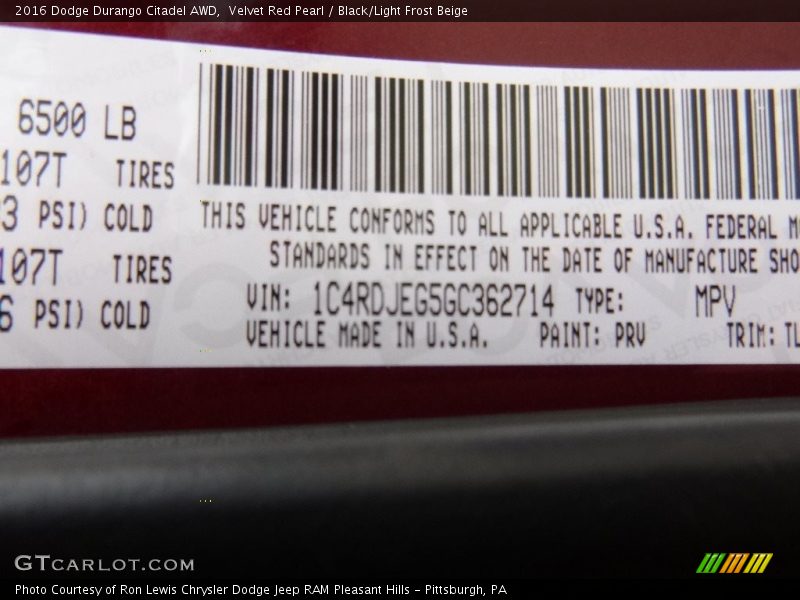 2016 Dodge Durango Citadel AWD,  Velvet Red Pearl / Black/Light Frost Beige
6500 LB
107T TIRES
3 PSI) COLD
107T TIRES
6 PSI) COLD
THIS VEHICLE CONFORMS TO ALL APPLICABLE U.S.A. FEDERAL M
STANDARDS IN EFFECT ON THE DATE OF MANUFACTURE SHO
VIN: 1C4RDJEG5GC362714 TYPE: MPV
VEHICLE MADE IN U.S.A. PAINT: PRV TRIM: TL
GTCARLOT.COM
Photo Courtesy of Ron Lewis Chrysler Dodge Jeep RAM Pleasant Hills - Pittsburgh, PA